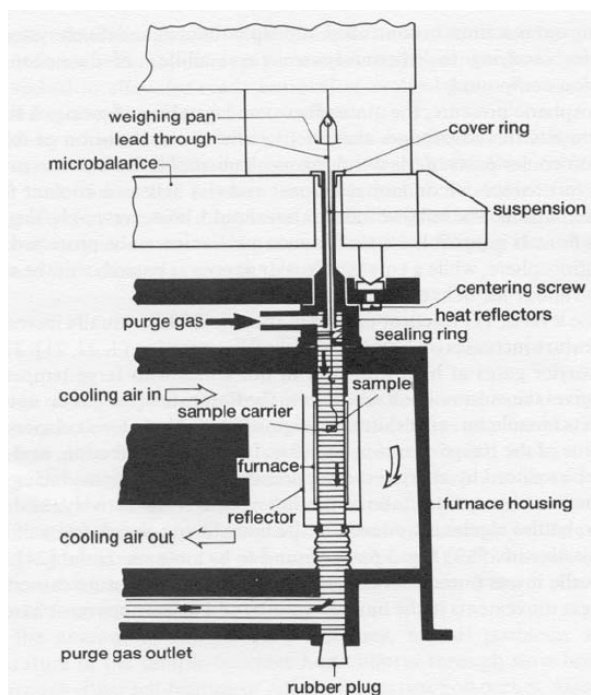 weighing pan
lead through
microbalance
cover ring
suspension
centering screw
heat reflectors
purge gas
sealing ring
cooling air in
sample
sample carrier
furnace
reflector
furnace housing
cooling air out
purge gas outlet
rubber plug